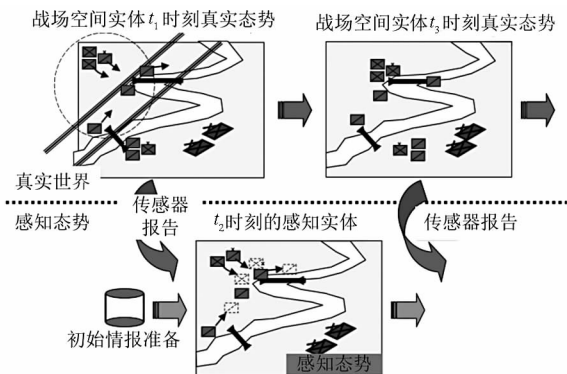 战场空间实体t₁时刻真实态势
战场空间实体t₃时刻真实态势
真实世界
感知态势
传感器
报告
t₂时刻的感知实体
传感器报告
初始情报准备
感知态势